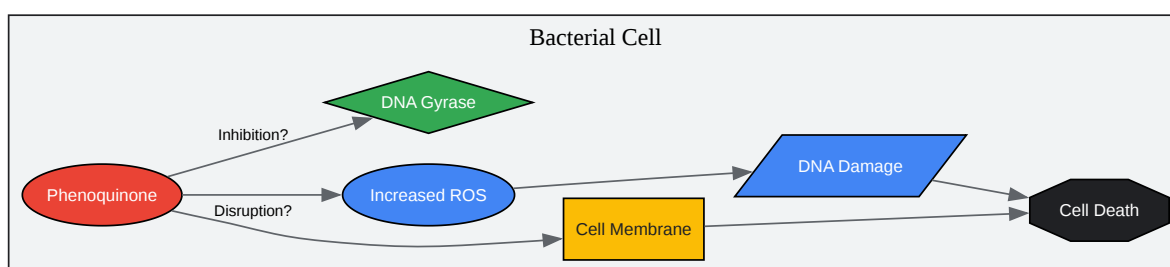 Bacterial Cell
DNA Gyrase
Inhibition?
DNA Damage
Phenoquinone
Increased ROS
Disruption?
Cell Membrane
Cell Death